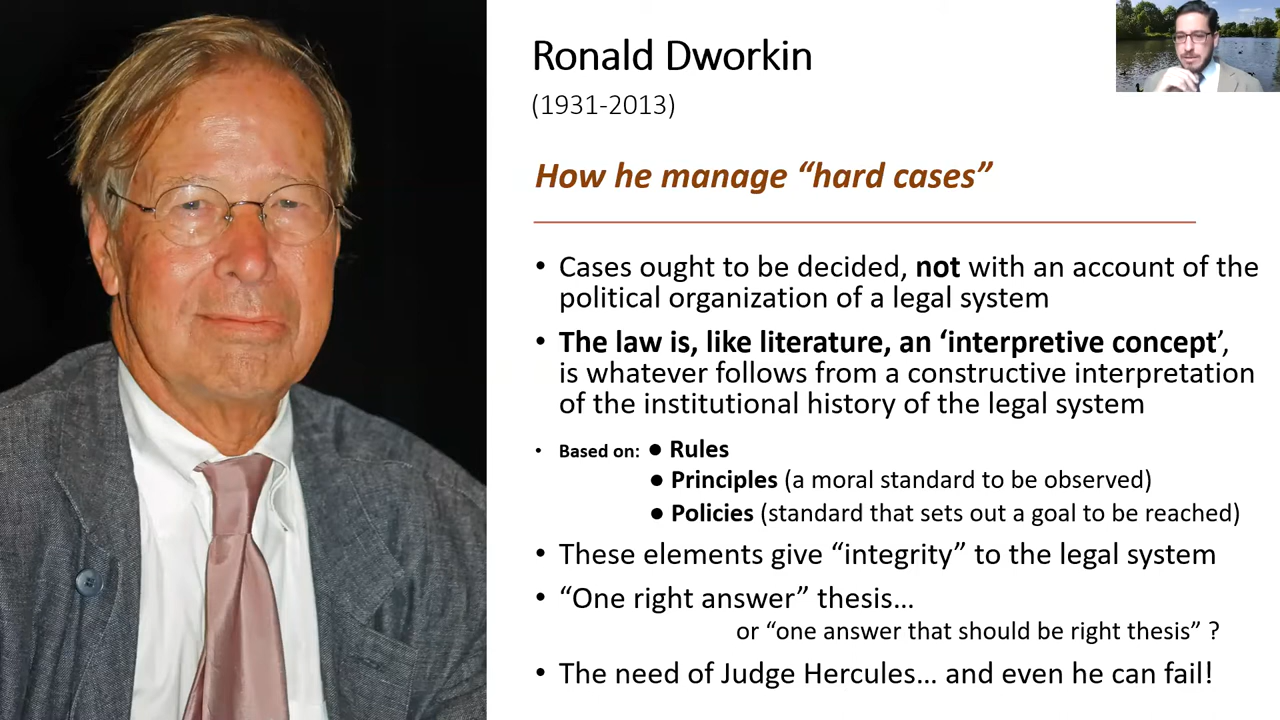 Ronald Dworkin
(1931-2013)
How he manage “hard cases”
• Cases ought to be decided, not with an account of the
political organization of a legal system
• The law is, like literature, an ‘interpretive concept’,
is whatever follows from a constructive interpretation
of the institutional history of the legal system
• Based on: ● Rules
● Principles (a moral standard to be observed)
● Policies (standard that sets out a goal to be reached)
• These elements give “integrity” to the legal system
• “One right answer” thesis...
or “one answer that should be right thesis” ?
• The need of Judge Hercules... and even he can fail!